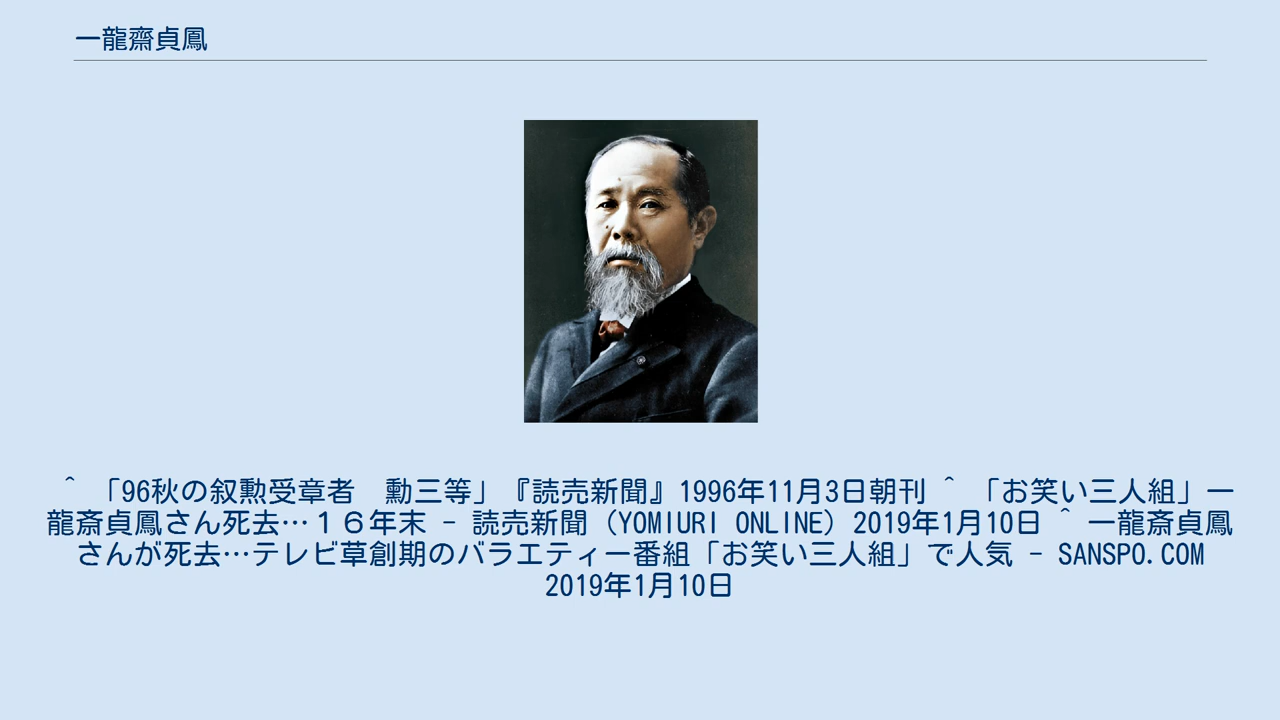 一龍齋貞鳳
^ 「96秋の叙勲受章者　勲三等」『読売新聞』1996年11月3日朝刊 ^ 「お笑い三人組」一
龍斎貞鳳さん死去…１６年末 - 読売新聞（YOMIURI ONLINE）2019年1月10日 ^ 一龍斎貞鳳
さんが死去…テレビ草創期のバラエティー番組「お笑い三人組」で人気 - SANSPO.COM
2019年1月10日